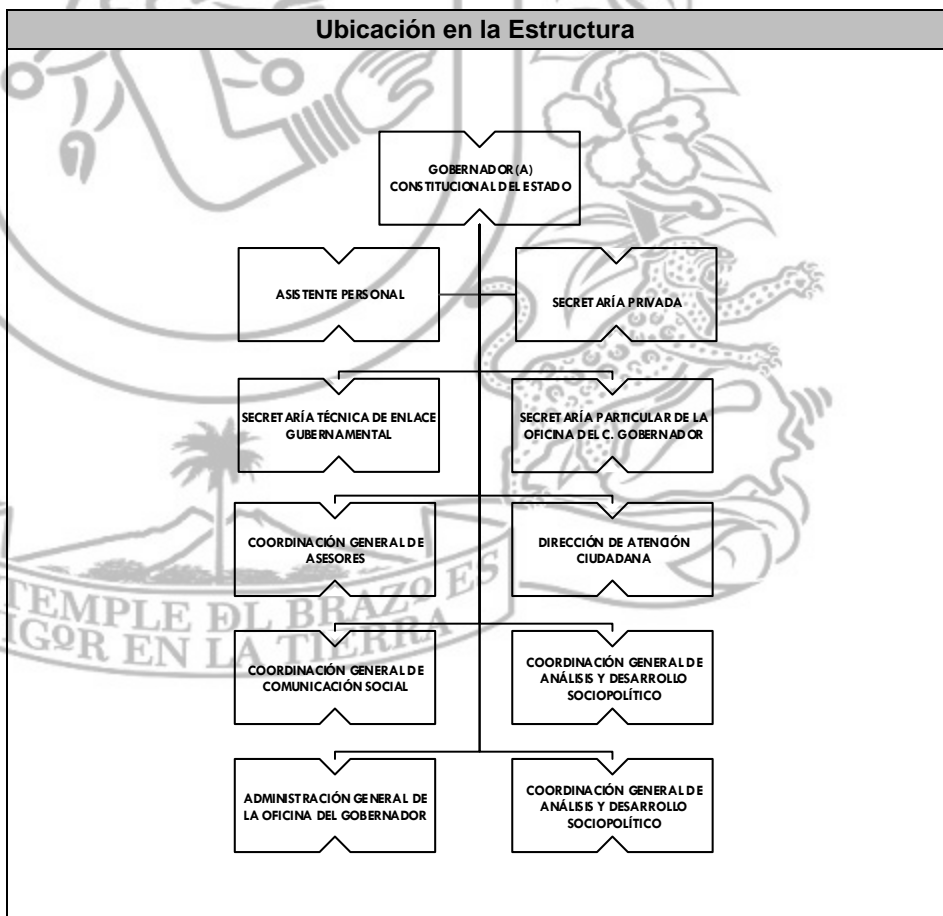 Ubicación en la Estructura
GOBERNADOR(A)
CONSTITUCIONAL DEL ESTADO
ASISTENTE PERSONAL
SECRETARÍA PRIVADA
SECRETARÍA TÉCNICA DE ENLACE
GUBERNAMENTAL
SECRETARÍA PARTICULAR DE LA
OFICINA DEL C. GOBERNADOR
COORDINACIÓN GENERAL DE
ASESORES
DIRECCIÓN DE ATENCIÓN
CIUDADANA
TEMPLE DL BRAZO ES
IGOR EN LA TIERRA
COORDINACIÓN GENERAL DE
COMUNICACIÓN SOCIAL
COORDINACIÓN GENERAL DE
ANÁLISIS Y DESARROLLO
SOCIOPOLÍTICO
ADMINISTRACIÓN GENERAL DE
LA OFICINA DEL GOBERNADOR
COORDINACIÓN GENERAL DE
ANÁLISIS Y DESARROLLO
SOCIOPOLÍTICO